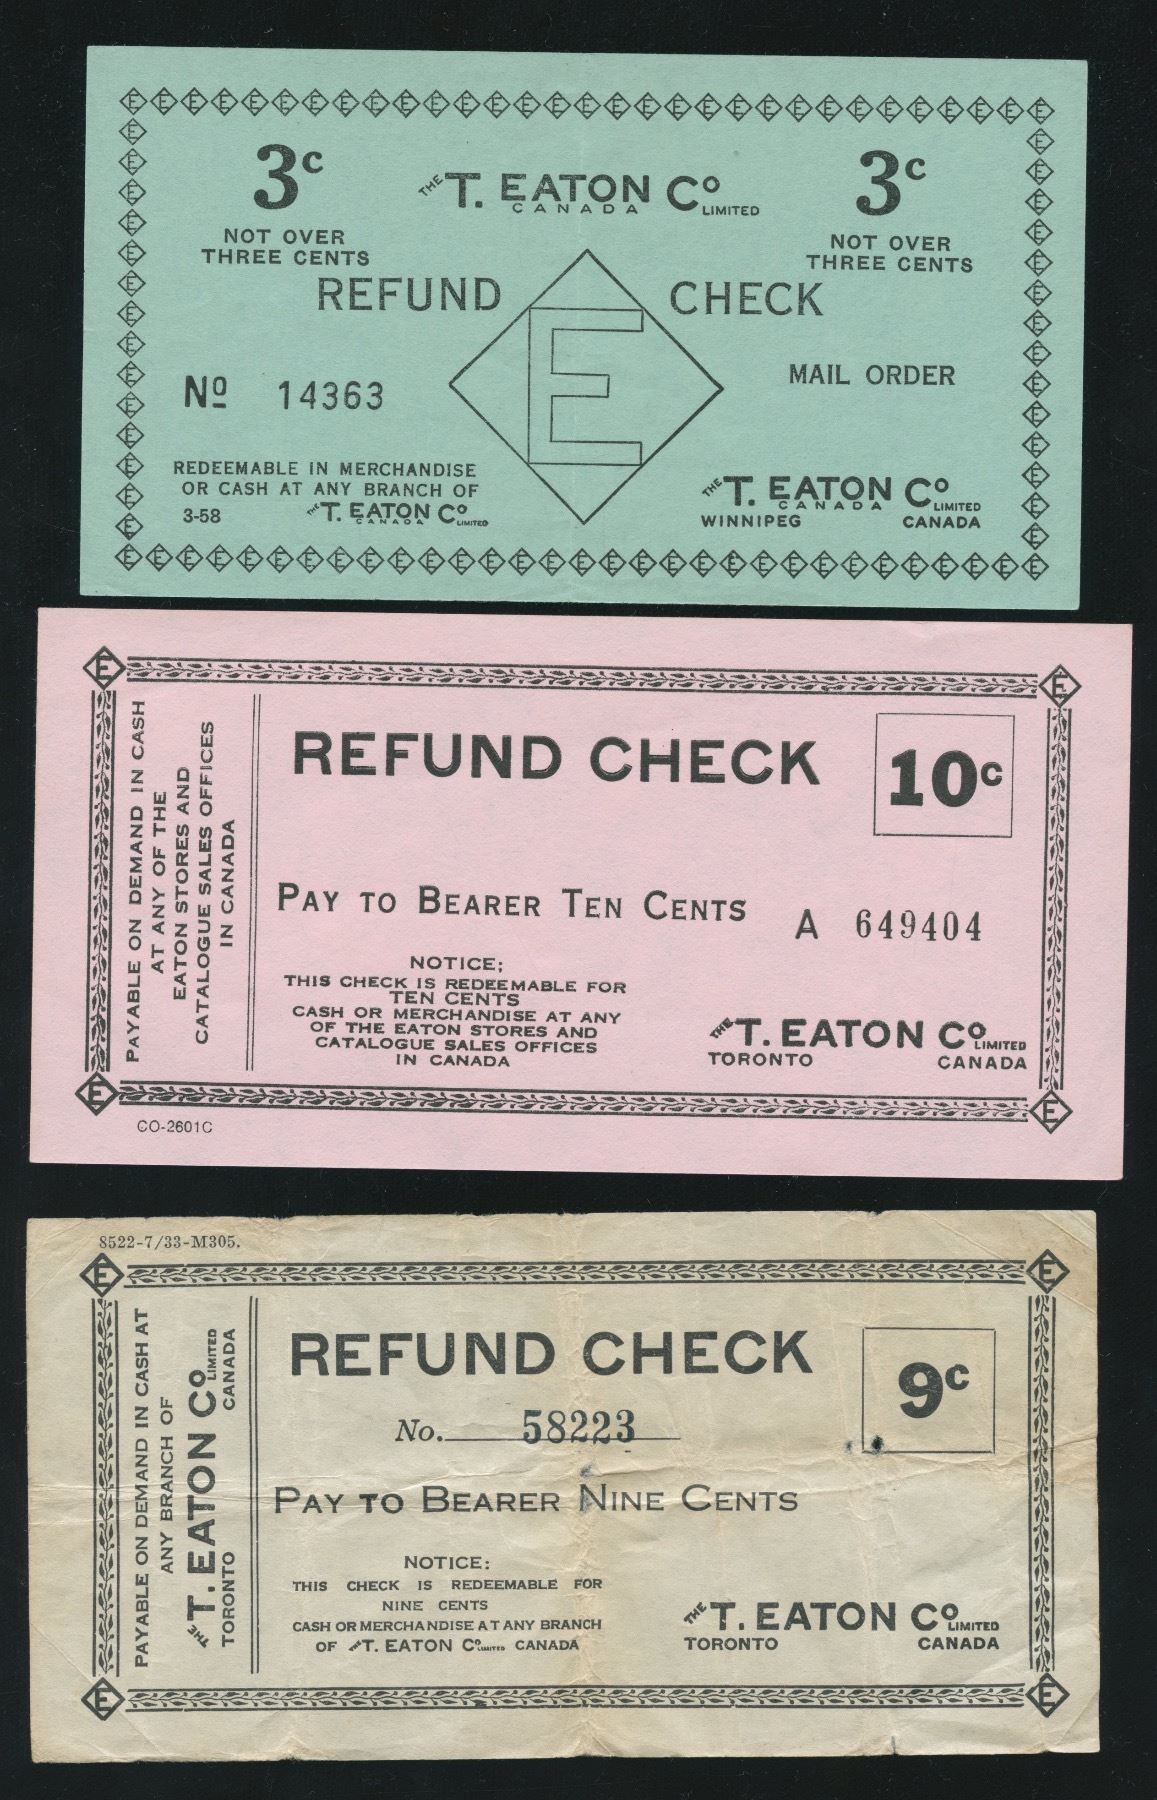 3c
THE T. EATON Co LIMITED
CANADA
3c
NOT OVER
THREE CENTS
NOT OVER
THREE CENTS
REFUND E CHECK
No 14363
MAIL ORDER
REDEEMABLE IN MERCHANDISE
OR CASH AT ANY BRANCH OF
3-58 THE T. EATON Co LIMITED
CANADA
THE T. EATON Co LIMITED
CANADA
WINNIPEG CANADA
PAYABLE ON DEMAND IN CASH
AT ANY OF THE
EATON STORES AND
CATALOGUE SALES OFFICES
IN CANADA
REFUND CHECK
10c
PAY TO BEARER TEN CENTS
A 649404
NOTICE;
THIS CHECK IS REDEEMABLE FOR
TEN CENTS
CASH OR MERCHANDISE AT ANY
OF THE EATON STORES AND
CATALOGUE SALES OFFICES
IN CANADA
THE T. EATON Co LIMITED
TORONTO CANADA
CO-2601C
8522-7/33-M305.
PAYABLE ON DEMAND IN CASH AT
ANY BRANCH OF
THE T. EATON Co LIMITED
TORONTO CANADA
REFUND CHECK
9c
No. 58223
PAY TO BEARER NINE CENTS
NOTICE:
THIS CHECK IS REDEEMABLE FOR
NINE CENTS
CASH OR MERCHANDISE AT ANY BRANCH
OF THE T. EATON Co LIMITED CANADA
THE T. EATON Co LIMITED
TORONTO CANADA